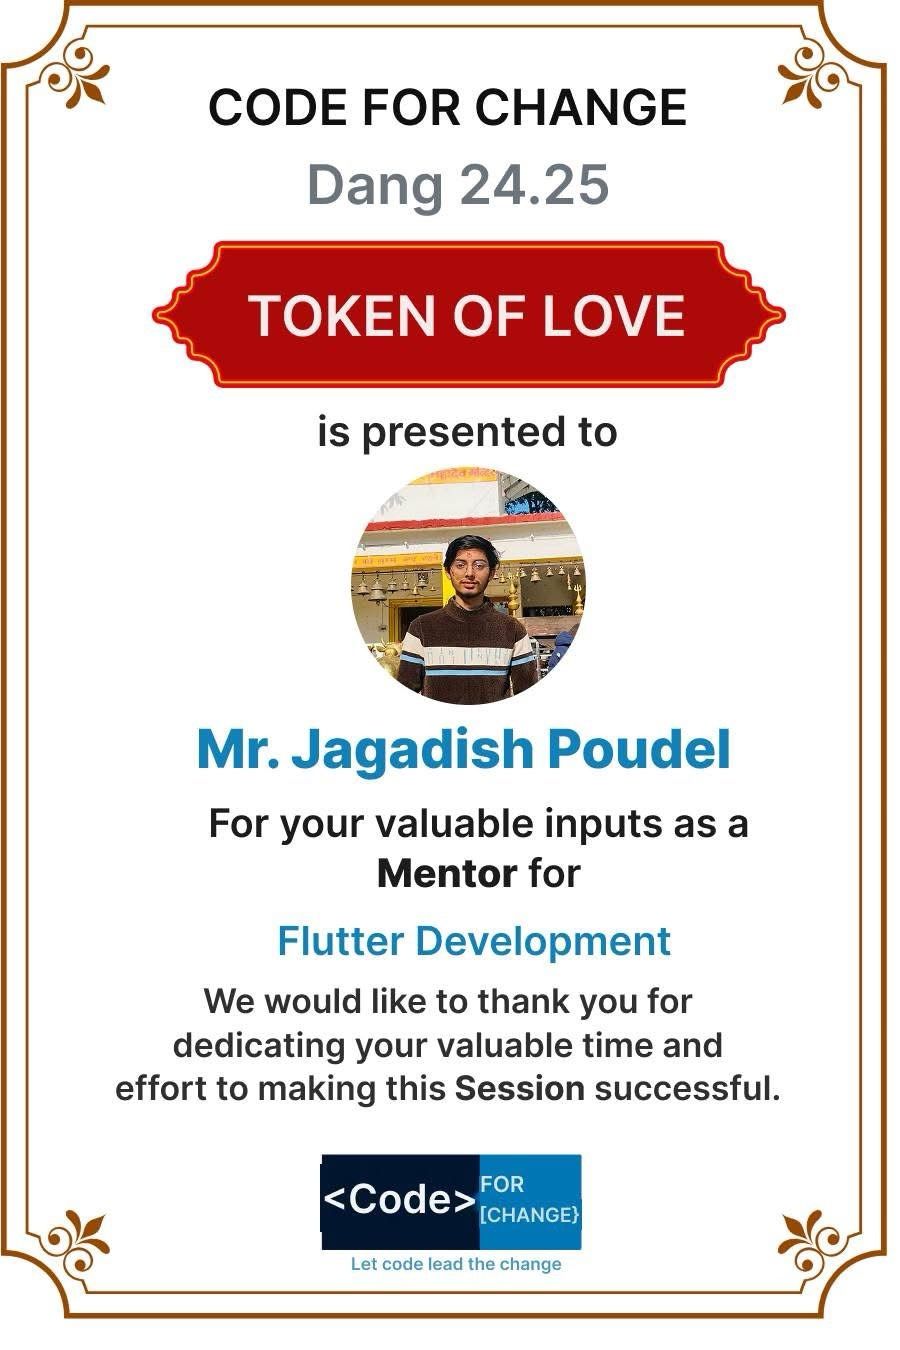 CODE FOR CHANGE
Dang 24.25
TOKEN OF LOVE
is presented to
Mr. Jagadish Poudel
For your valuable inputs as a
Mentor for
Flutter Development
We would like to thank you for
dedicating your valuable time and
effort to making this Session successful.
<Code>
FOR
[CHANGE}
Let code lead the change